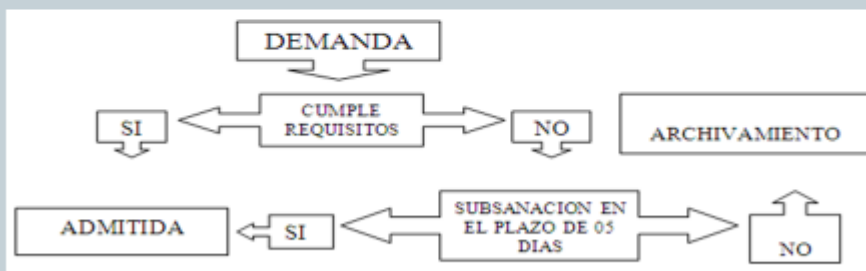 DEMANDA
SI
CUMPLE
REQUISITOS
NO
ARCHIVAMIENTO
ADMITIDA
SI
SUBSANACION EN
EL PLAZO DE 05
DIAS
NO